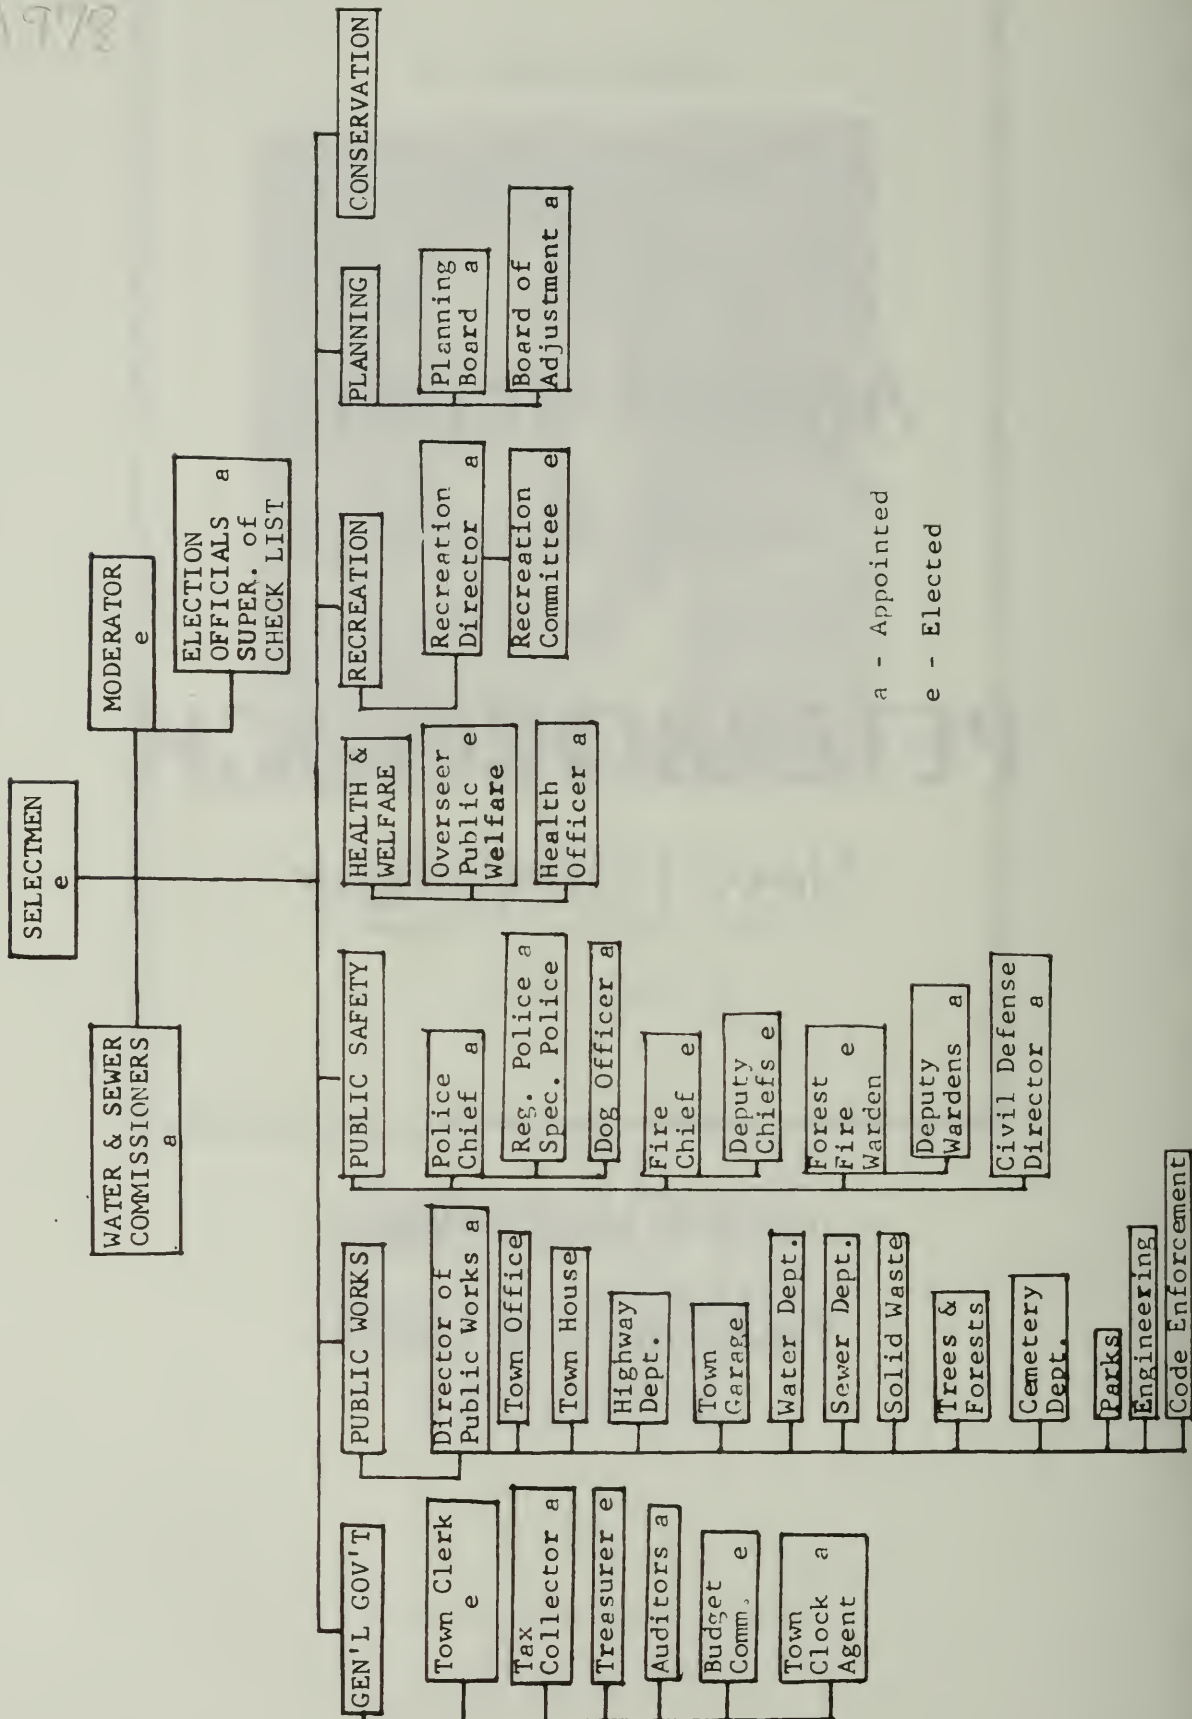 SELECTMEN
e
WATER & SEWER
COMMISSIONERS
a
MODERATOR
e
ELECTION
OFFICIALS a
SUPER. of
CHECK LIST
GEN'L GOV'T
Town Clerk
e
Tax
Collector a
Treasurer e
Auditors a
Budget
Comm. e
Town
Clock a
Agent
PUBLIC WORKS
Director of
Public Works a
Town Office
Town House
Highway
Dept.
Town
Garage
Water Dept.
Sewer Dept.
Solid Waste
Trees &
Forests
Cemetery
Dept.
Parks
Engineering
Code Enforcement
PUBLIC SAFETY
Police
Chief a
Reg. Police a
Spec. Police
Dog Officer a
Fire
Chief e
Deputy
Chiefs e
Forest
Fire e
Warden
Deputy
Wardens a
Civil Defense
Director a
HEALTH &
WELFARE
Overseer
Public e
Welfare
Health
Officer a
RECREATION
Recreation
Director a
Recreation
Committee e
PLANNING
Planning
Board a
Board of
Adjustment a
CONSERVATION
a - Appointed
e - Elected